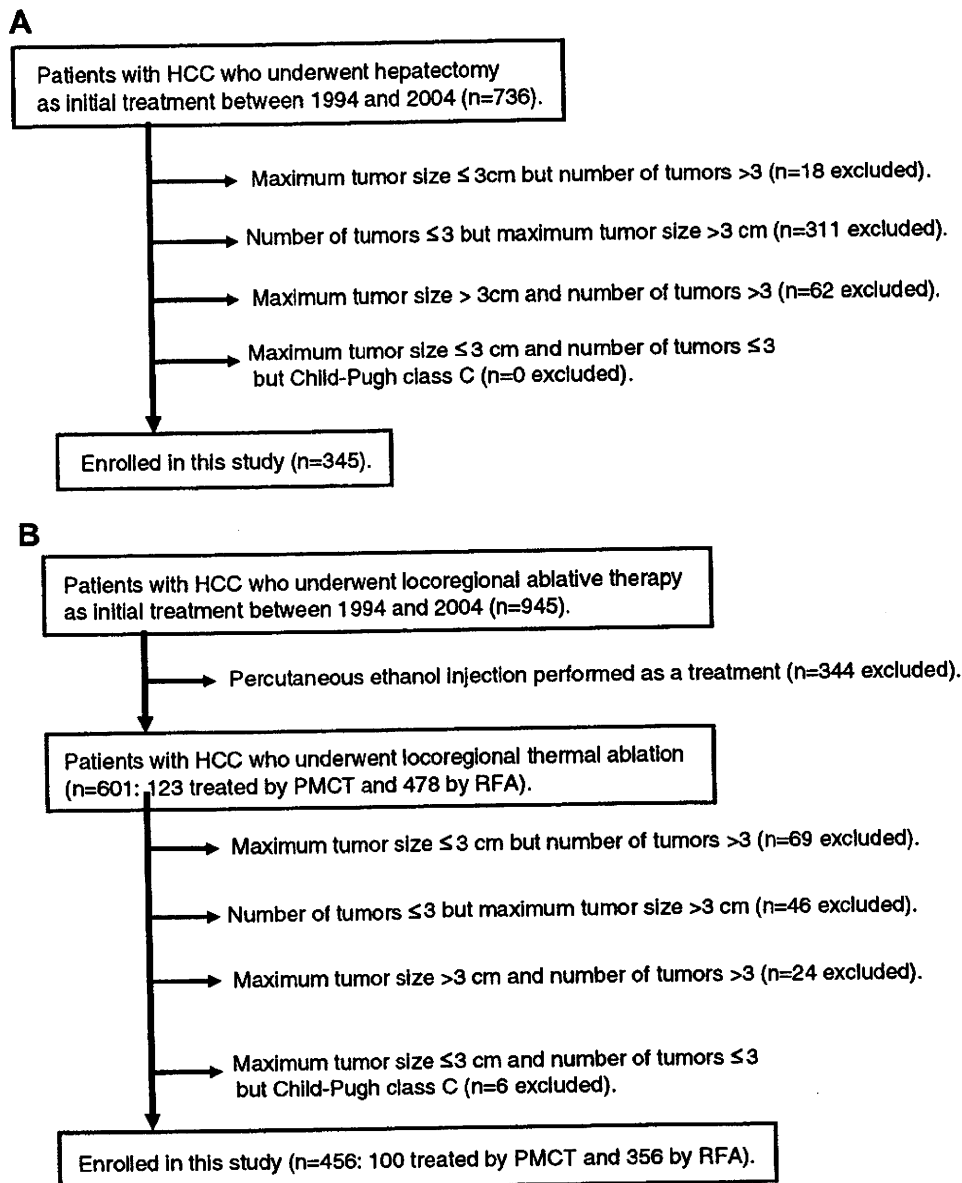 A
Patients with HCC who underwent hepatectomy
as initial treatment between 1994 and 2004 (n=736).
Maximum tumor size ≤ 3cm but number of tumors >3 (n=18 excluded).
Number of tumors ≤3 but maximum tumor size >3 cm (n=311 excluded).
Maximum tumor size > 3cm and number of tumors >3 (n=62 excluded).
Maximum tumor size ≤3 cm and number of tumors ≤3
but Child-Pugh class C (n=0 excluded).
Enrolled in this study (n=345).
B
Patients with HCC who underwent locoregional ablative therapy
as initial treatment between 1994 and 2004 (n=945).
Percutaneous ethanol injection performed as a treatment (n=344 excluded).
Patients with HCC who underwent locoregional thermal ablation
(n=601: 123 treated by PMCT and 478 by RFA).
Maximum tumor size ≤3 cm but number of tumors >3 (n=69 excluded).
Number of tumors ≤3 but maximum tumor size >3 cm (n=46 excluded).
Maximum tumor size >3 cm and number of tumors >3 (n=24 excluded).
Maximum tumor size ≤3 cm and number of tumors ≤3
but Child-Pugh class C (n=6 excluded).
Enrolled in this study (n=456: 100 treated by PMCT and 356 by RFA).